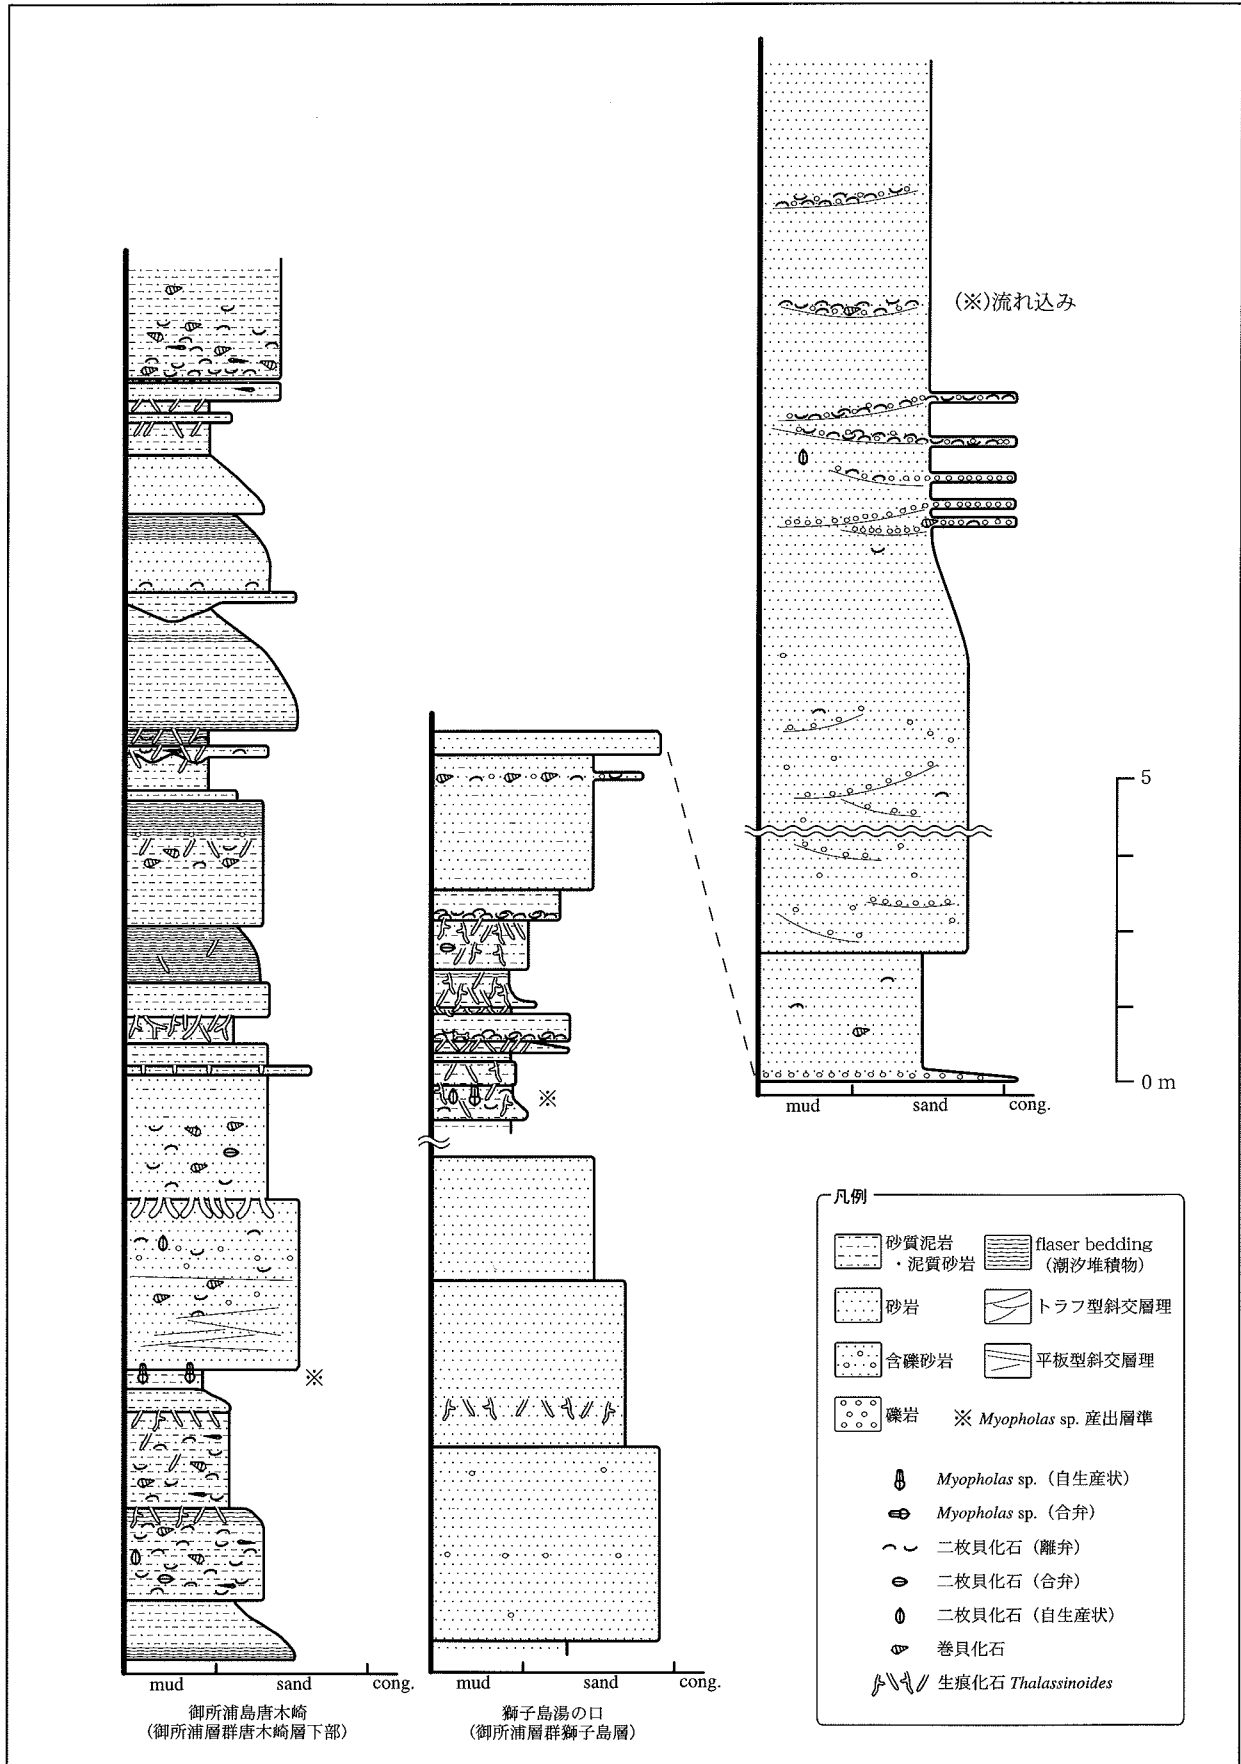 (※)流れ込み
5
0 m
mud sand cong.
※
※
mud sand cong.
御所浦島唐木崎
(御所浦層群唐木崎層下部)
mud sand cong.
獅子島湯の口
(御所浦層群獅子島層)
凡例
砂質泥岩
・泥質砂岩
flaser bedding
(潮汐堆積物)
砂岩
トラフ型斜交層理
含礫砂岩
平板型斜交層理
礫岩
※ Myopholas sp. 産出層準
Myopholas sp.（自生産状）
Myopholas sp.（合弁）
二枚貝化石（離弁）
二枚貝化石（合弁）
二枚貝化石（自生産状）
巻貝化石
生痕化石 Thalassinoides